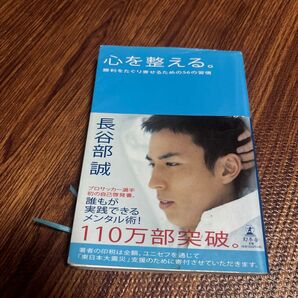 心を整える。
勝利をたぐり寄せるための56の習慣
長谷部誠
プロサッカー選手
初の自己啓発書。
誰もが
実践できる
メンタル術!
110万部突破。
幻冬舎
著者の印税は全額、ユニセフを通じて
「東日本大震災」支援のために寄付させていただきます。